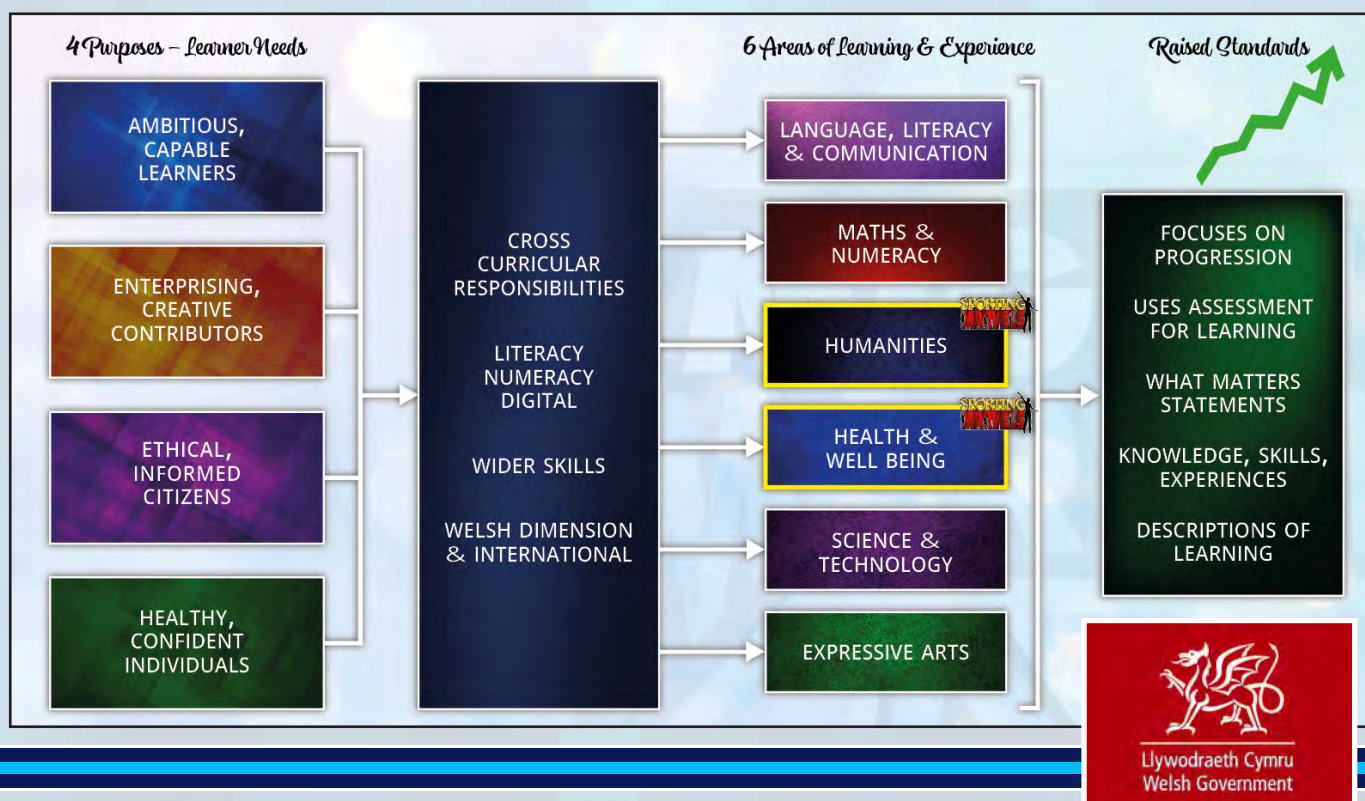 4 Purposes – Learner Needs
AMBITIOUS,
CAPABLE
LEARNERS
ENTERPRISING,
CREATIVE
CONTRIBUTORS
ETHICAL,
INFORMED
CITIZENS
HEALTHY,
CONFIDENT
INDIVIDUALS
CROSS
CURRICULAR
RESPONSIBILITIES
LITERACY
NUMERACY
DIGITAL
WIDER SKILLS
WELSH DIMENSION
& INTERNATIONAL
6 Areas of Learning & Experience
LANGUAGE, LITERACY
& COMMUNICATION
MATHS &
NUMERACY
SPORTING
MARVELS
HUMANITIES
SPORTING
MARVELS
HEALTH &
WELL BEING
SCIENCE &
TECHNOLOGY
EXPRESSIVE ARTS
Raised Standards
FOCUSES ON
PROGRESSION
USES ASSESSMENT
FOR LEARNING
WHAT MATTERS
STATEMENTS
KNOWLEDGE, SKILLS,
EXPERIENCES
DESCRIPTIONS OF
LEARNING
Llywodraeth Cymru
Welsh Government